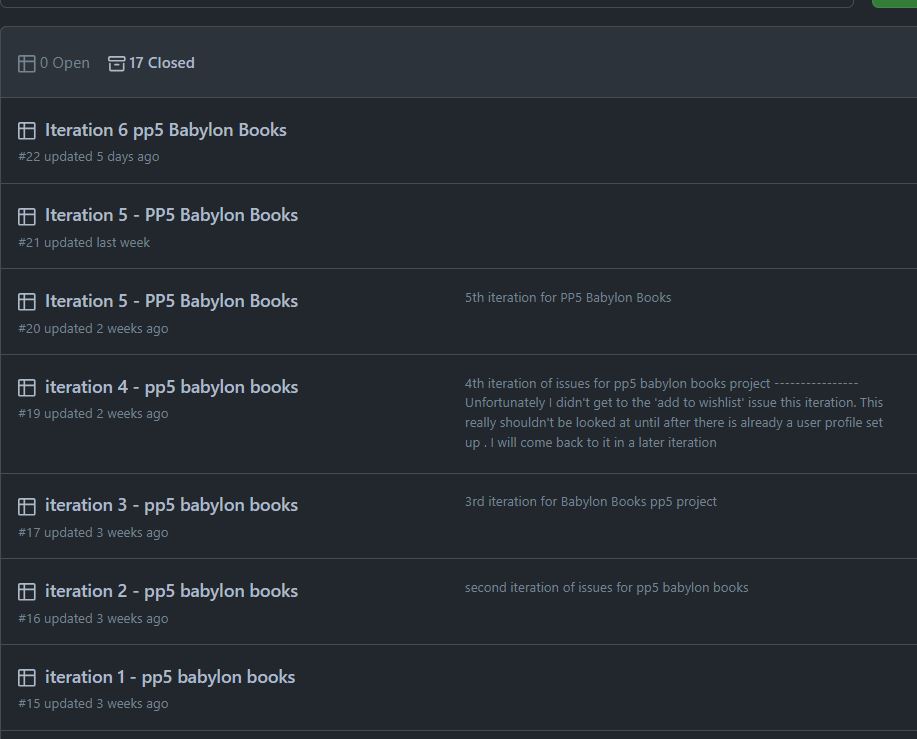 0 Open 17 Closed
Iteration 6 pp5 Babylon Books
#22 updated 5 days ago
Iteration 5 - PP5 Babylon Books
#21 updated last week
Iteration 5 - PP5 Babylon Books
5th iteration for PP5 Babylon Books
#20 updated 2 weeks ago
iteration 4 - pp5 babylon books
#19 updated 2 weeks ago
4th iteration of issues for pp5 babylon books project ----------------
Unfortunately I didn't get to the 'add to wishlist' issue this iteration. This
really shouldn't be looked at until after there is already a user profile set
up . I will come back to it in a later iteration
iteration 3 - pp5 babylon books
3rd iteration for Babylon Books pp5 project
#17 updated 3 weeks ago
iteration 2 - pp5 babylon books
second iteration of issues for pp5 babylon books
#16 updated 3 weeks ago
iteration 1 - pp5 babylon books
#15 updated 3 weeks ago